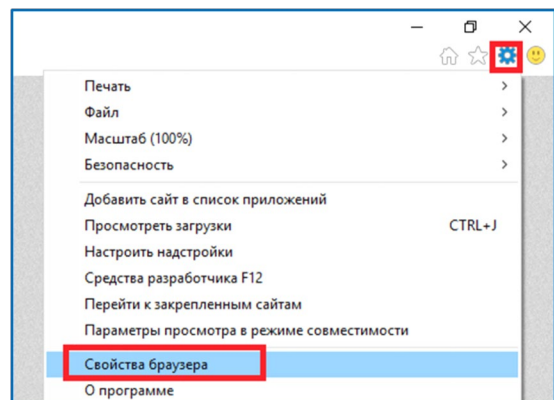 Печать
Файл
Масштаб (100%)
Безопасность
Добавить сайт в список приложений
Просмотреть загрузки CTRL+J
Настроить надстройки
Средства разработчика F12
Перейти к закрепленным сайтам
Параметры просмотра в режиме совместимости
Свойства браузера
О программе